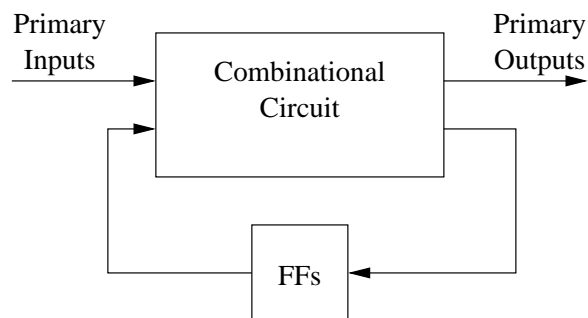 Primary
Inputs
Combinational
Circuit
Primary
Outputs
FFs